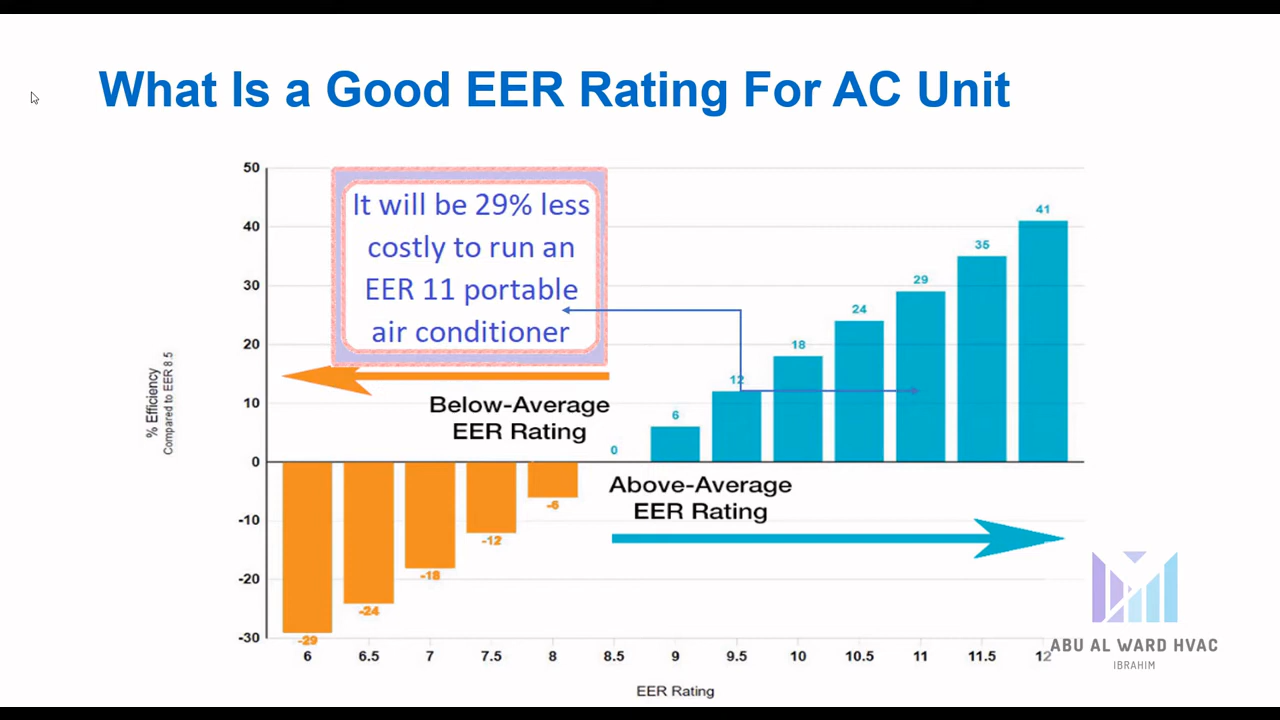 What Is a Good EER Rating For AC Unit
50
40
30
20
10
0
-10
-20
-30
% Efficiency
Compared to EER 8.5
It will be 29% less
costly to run an
EER 11 portable
air conditioner
Below-Average
EER Rating
Above-Average
EER Rating
-29
-24
-18
-12
-6
0
6
12
18
24
29
35
41
6 6.5 7 7.5 8 8.5 9 9.5 10 10.5 11 11.5 12
EER Rating
ABU AL WARD HVAC
IBRAHIM